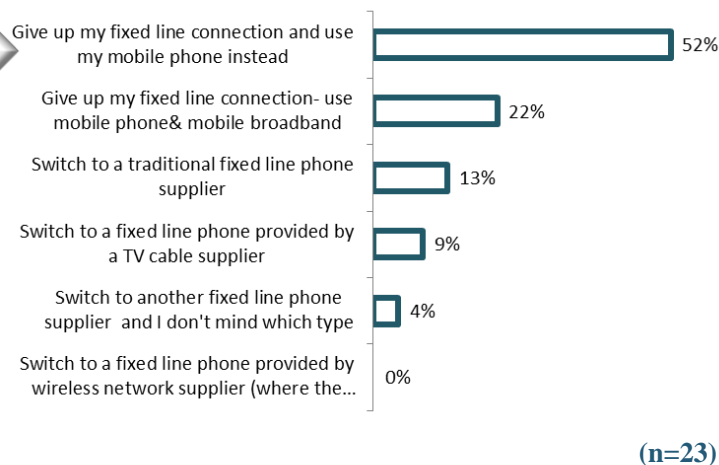 Give up my fixed line connection and use
my mobile phone instead
52%
Give up my fixed line connection- use
mobile phone& mobile broadband
22%
Switch to a traditional fixed line phone
supplier
13%
Switch to a fixed line phone provided by
a TV cable supplier
9%
Switch to another fixed line phone
supplier  and I don't mind which type
4%
Switch to a fixed line phone provided by
wireless network supplier (where the...
0%
(n=23)